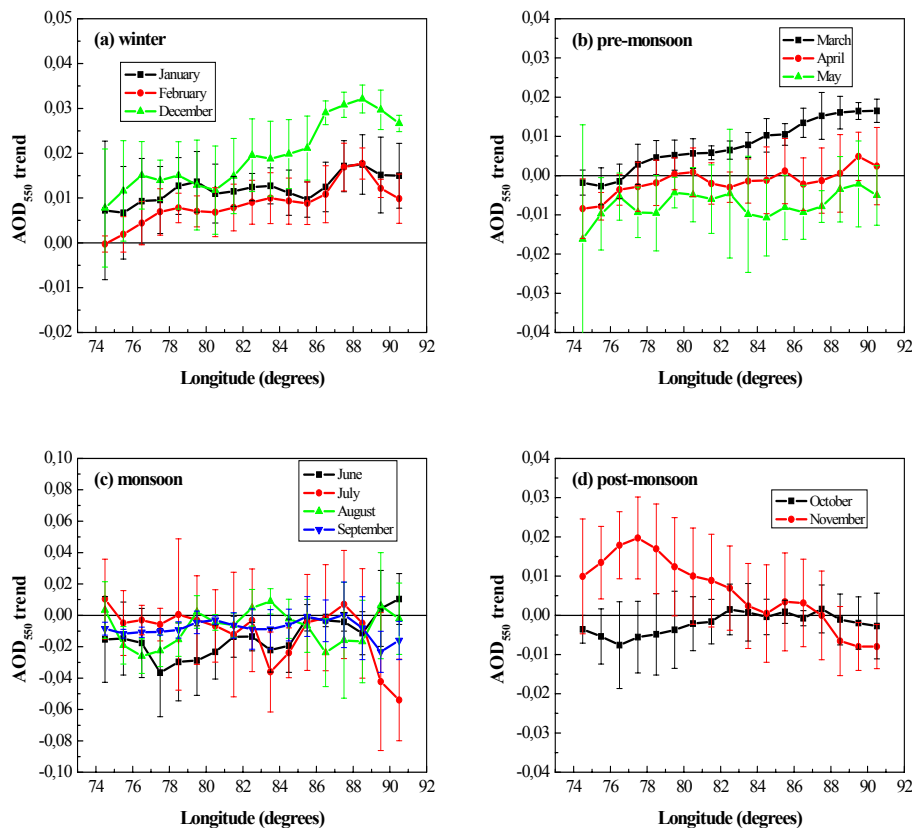 (a) winter
January
February
December
0,05
0,04
0,03
0,02
0,01
0,00
-0,01
-0,02
AOD550 trend
74 76 78 80 82 84 86 88 90 92
Longitude (degrees)
(b) pre-monsoon
March
April
May
0,04
0,03
0,02
0,01
0,00
-0,01
-0,02
-0,03
-0,04
AOD550 trend
74 76 78 80 82 84 86 88 90 92
Longitude (degrees)
(c) monsoon
June
July
August
September
0,10
0,08
0,06
0,04
0,02
0,00
-0,02
-0,04
-0,06
-0,08
-0,10
AOD550 trend
74 76 78 80 82 84 86 88 90 92
Longitude (degrees)
(d) post-monsoon
October
November
0,04
0,03
0,02
0,01
0,00
-0,01
-0,02
-0,03
-0,04
AOD550 trend
74 76 78 80 82 84 86 88 90 92
Longitude (degrees)